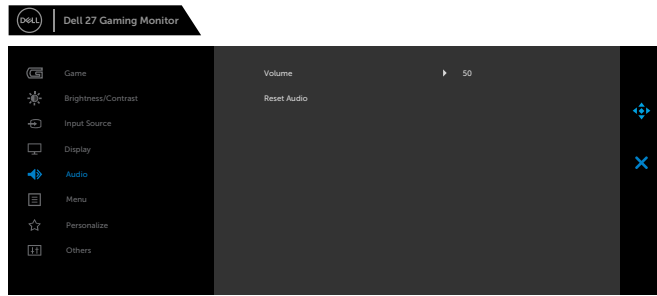 DELL
Dell 27 Gaming Monitor
Game
Volume 50
Brightness/Contrast
Reset Audio
Input Source
Display
Audio
Menu
Personalize
Others